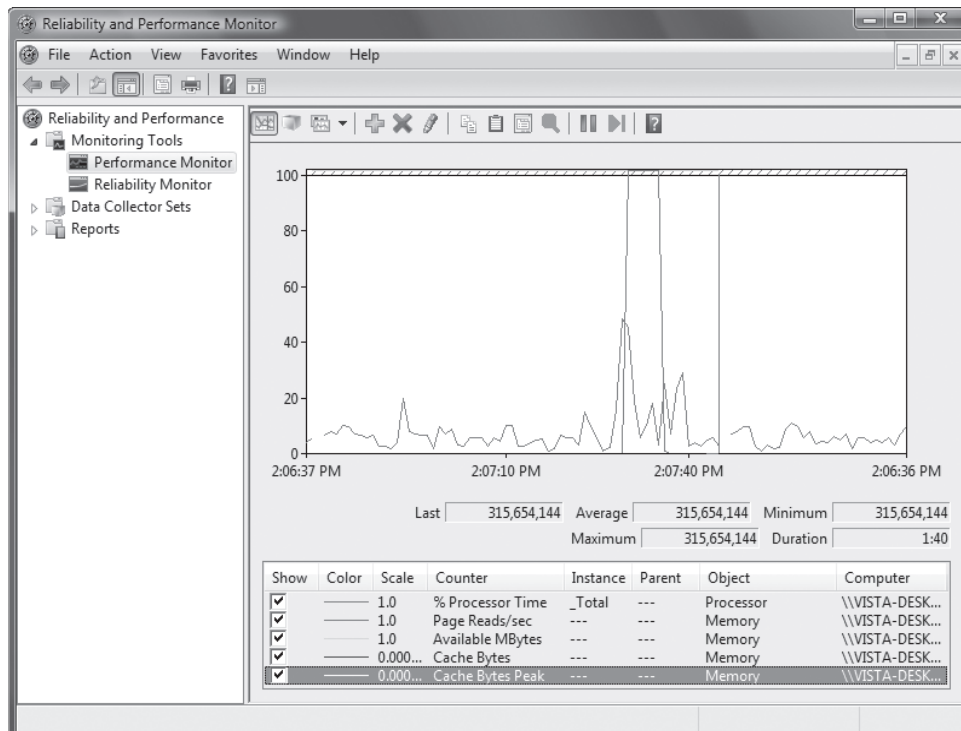 Reliability and Performance Monitor
File Action View Favorites Window Help
Reliability and Performance
Monitoring Tools
Performance Monitor
Reliability Monitor
Data Collector Sets
Reports
100
80
60
40
20
0
2:06:37 PM 2:07:10 PM 2:07:40 PM 2:06:36 PM
Last 315,654,144 Average 315,654,144 Minimum 315,654,144
Maximum 315,654,144 Duration 1:40
Show Color Scale Counter Instance Parent Object Computer
1.0 % Processor Time _Total --- Processor \\VISTA-DESK...
1.0 Page Reads/sec --- --- Memory \\VISTA-DESK...
1.0 Available MBytes --- --- Memory \\VISTA-DESK...
0.000... Cache Bytes --- --- Memory \\VISTA-DESK...
0.000... Cache Bytes Peak --- --- Memory \\VISTA-DESK...